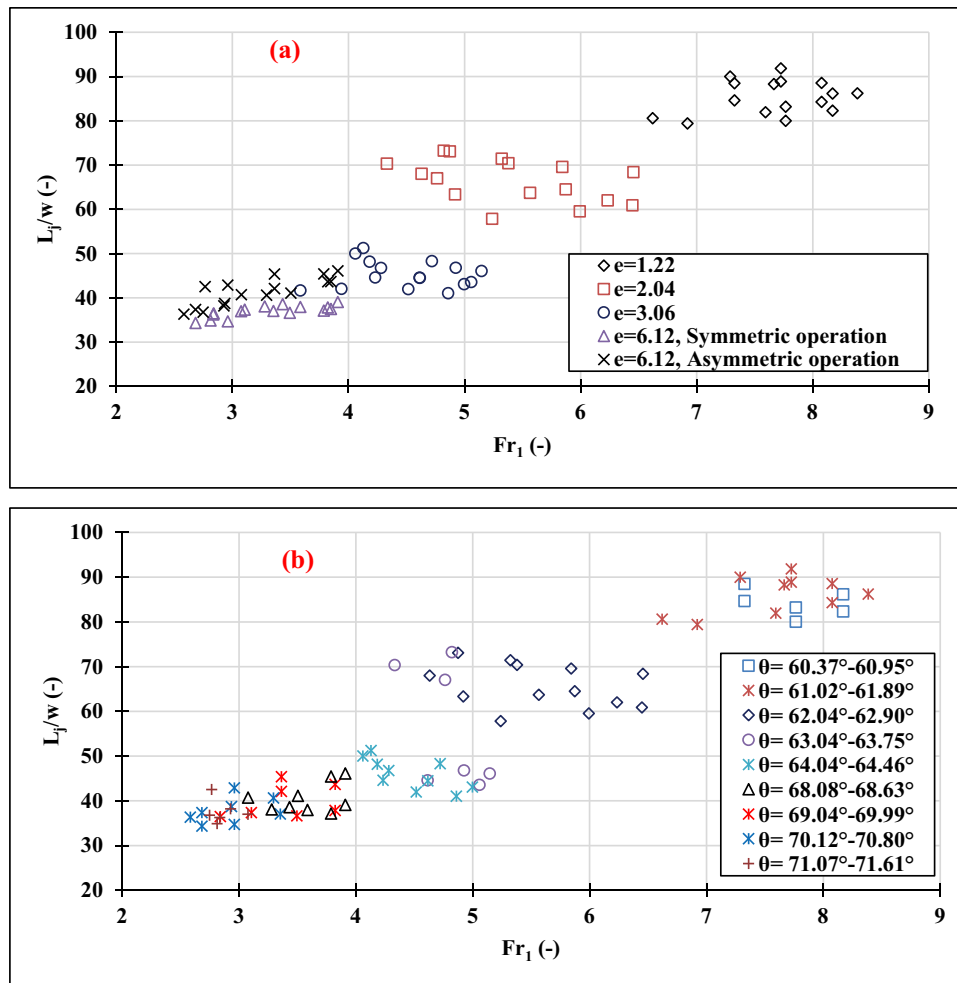 (a)
100
90
80
70
60
50
40
30
20
Lj/w (-)
e=1.22
e=2.04
e=3.06
e=6.12, Symmetric operation
e=6.12, Asymmetric operation
2 3 4 5 6 7 8 9
Fr1 (-)
(b)
100
90
80
70
60
50
40
30
20
Lj/w (-)
θ= 60.37°-60.95°
θ= 61.02°-61.89°
θ= 62.04°-62.90°
θ= 63.04°-63.75°
θ= 64.04°-64.46°
θ= 68.08°-68.63°
θ= 69.04°-69.99°
θ= 70.12°-70.80°
θ= 71.07°-71.61°
2 3 4 5 6 7 8 9
Fr1 (-)